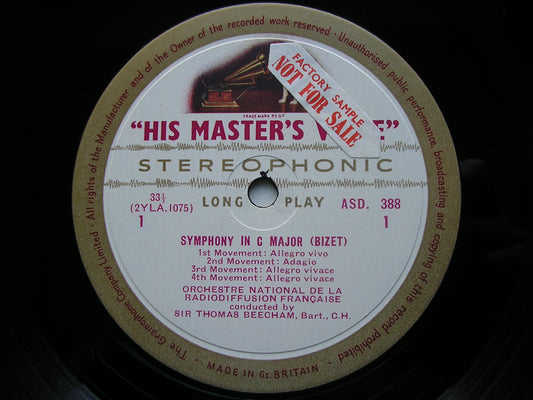 · All rights of the Manufacturer and of the Owner of the recorded work reserved · Unauthorised public performance, broadcasting and copying of this record prohibited ·
The Gramophone Company Limited
· MADE IN Gt. BRITAIN ·
FACTORY SAMPLE
NOT FOR SALE
TRADE MARK REGD
"HIS MASTER'S V E"
STEREOPHONIC
33⅓
(2YLA.1075)
1
LONG PLAY
ASD. 388
1
SYMPHONY IN C MAJOR (BIZET)
1st Movement: Allegro vivo
2nd Movement: Adagio
3rd Movement: Allegro vivace
4th Movement: Allegro vivace
ORCHESTRE NATIONAL DE LA
RADIODIFFUSION FRANÇAISE
conducted by
SIR THOMAS BEECHAM, Bart., C.H.